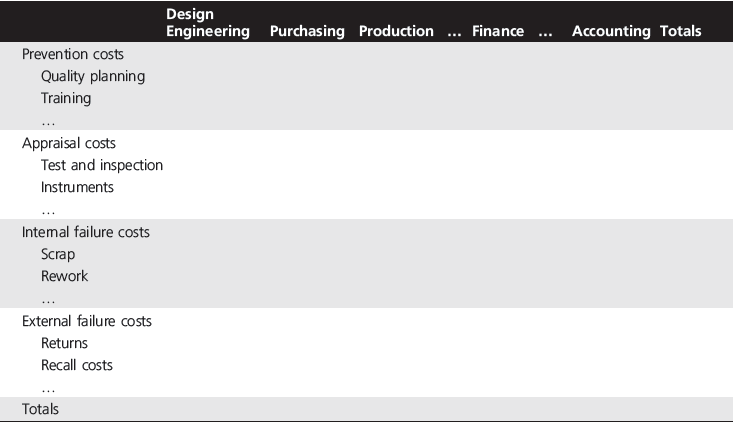 Design
Engineering Purchasing Production ... Finance ... Accounting Totals
Prevention costs
Quality planning
Training
...
Appraisal costs
Test and inspection
Instruments
...
Internal failure costs
Scrap
Rework
...
External failure costs
Returns
Recall costs
...
Totals